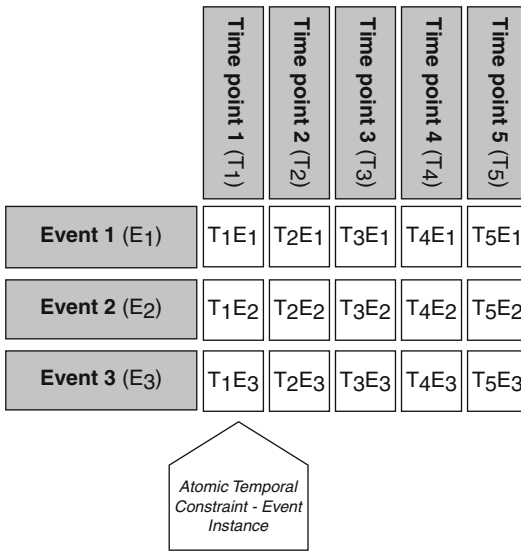 Time point 1 (T1)
Time point 2 (T2)
Time point 3 (T3)
Time point 4 (T4)
Time point 5 (T5)
Event 1 (E1) T1E1 T2E1 T3E1 T4E1 T5E1
Event 2 (E2) T1E2 T2E2 T3E2 T4E2 T5E2
Event 3 (E3) T1E3 T2E3 T3E3 T4E3 T5E3
Atomic Temporal
Constraint - Event
Instance